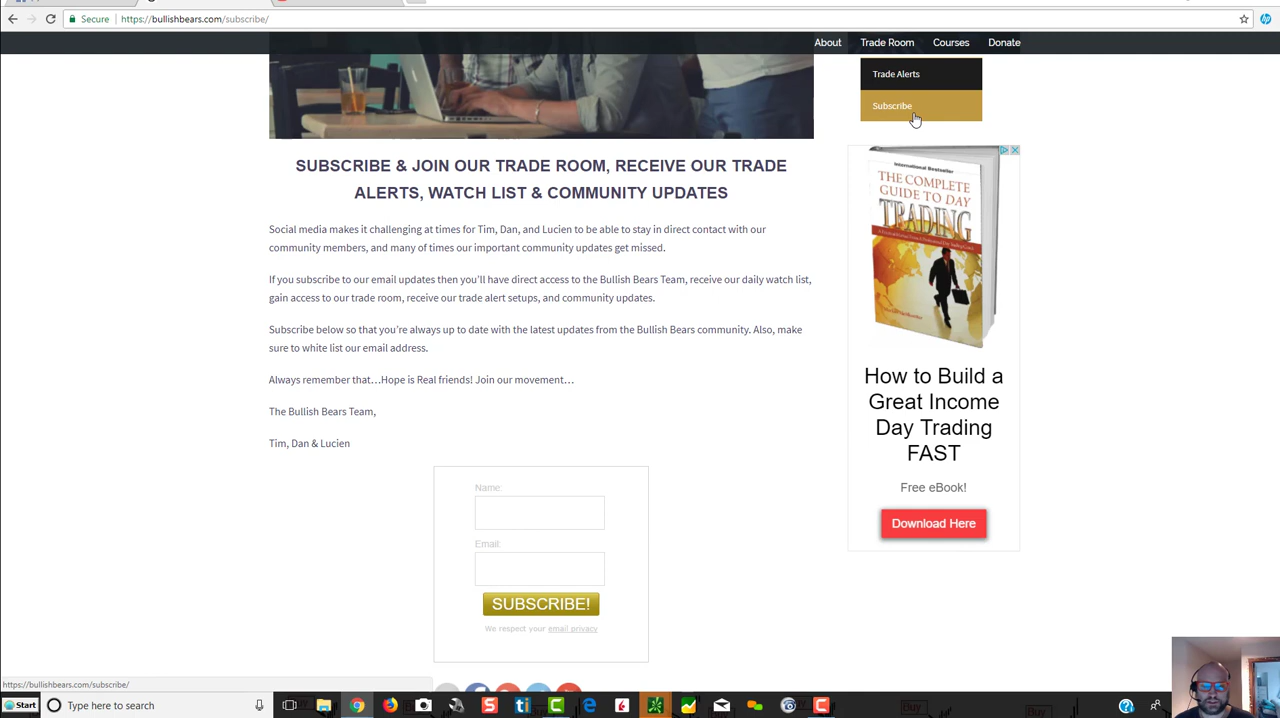 Secure
https://bullishbears.com/subscribe/
About Trade Room Courses Donate
Trade Alerts
Subscribe
SUBSCRIBE & JOIN OUR TRADE ROOM, RECEIVE OUR TRADE
ALERTS, WATCH LIST & COMMUNITY UPDATES
Social media makes it challenging at times for Tim, Dan, and Lucien to be able to stay in direct contact with our
community members, and many of times our important community updates get missed.
If you subscribe to our email updates then you'll have direct access to the Bullish Bears Team, receive our daily watch list,
gain access to our trade room, receive our trade alert setups, and community updates.
Subscribe below so that you're always up to date with the latest updates from the Bullish Bears community. Also, make
sure to white list our email address.
Always remember that…Hope is Real friends! Join our movement…
The Bullish Bears Team,
Tim, Dan & Lucien
Name:
Email:
SUBSCRIBE!
We respect your email privacy
International Bestseller
THE COMPLETE
GUIDE TO DAY
TRADING
How to Build a
Great Income
Day Trading
FAST
Free eBook!
Download Here
https://bullishbears.com/subscribe/
Start
Type here to search
Buy
Buy